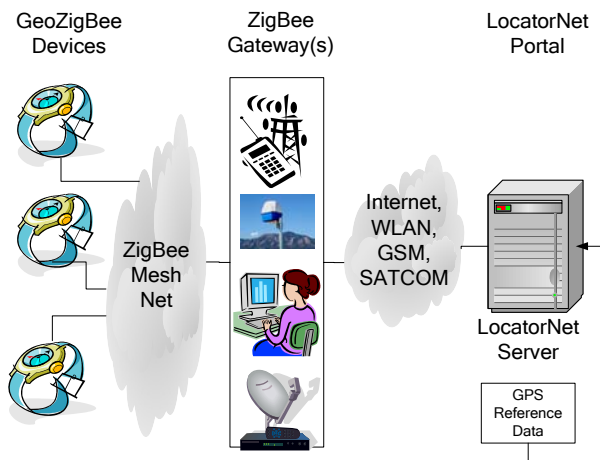 GeoZigBee
Devices
ZigBee
Gateway(s)
LocatorNet
Portal
ZigBee
Mesh
Net
Internet,
WLAN,
GSM,
SATCOM
LocatorNet
Server
GPS
Reference
Data